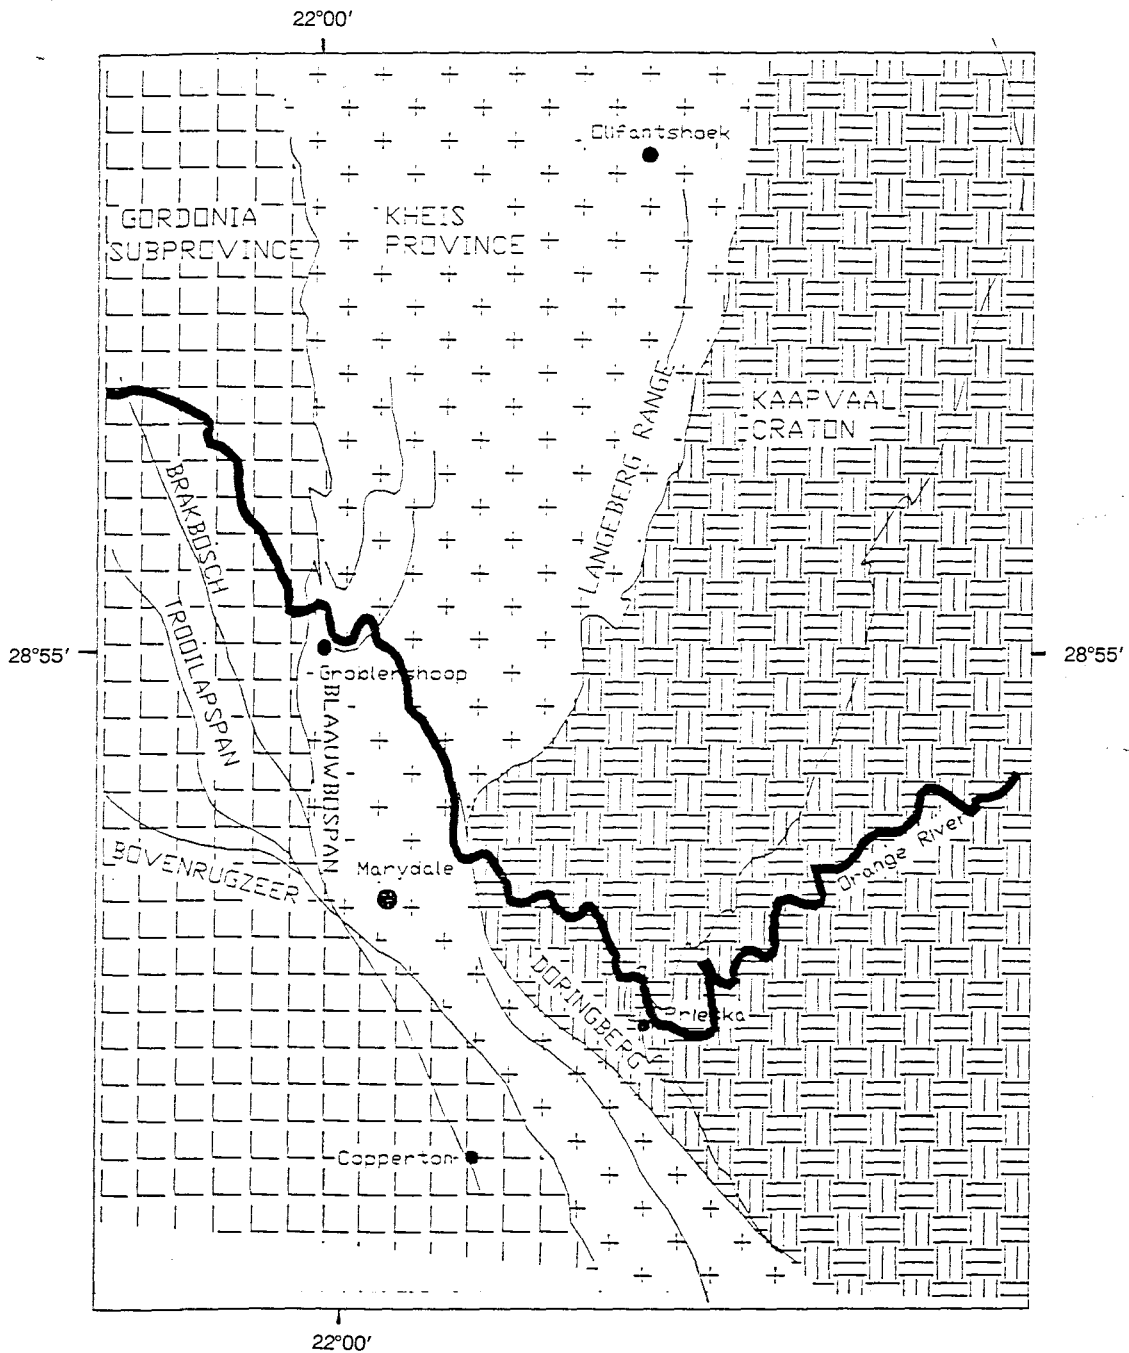 22°00'
Olifantshoek
GORDONIA
SUBPROVINCE
KHEIS
PROVINCE
LANGEBERG RANGE
KAAPVAAL
CRATON
BRAKBOSCH
TROOILAPSPAN
28°55'
28°55'
Groblershoop
BLAAUWBOSPAN
BOVENRUGZEER
Marydale
Orange River
DORINGBERG
Prieska
Copperton
22°00'